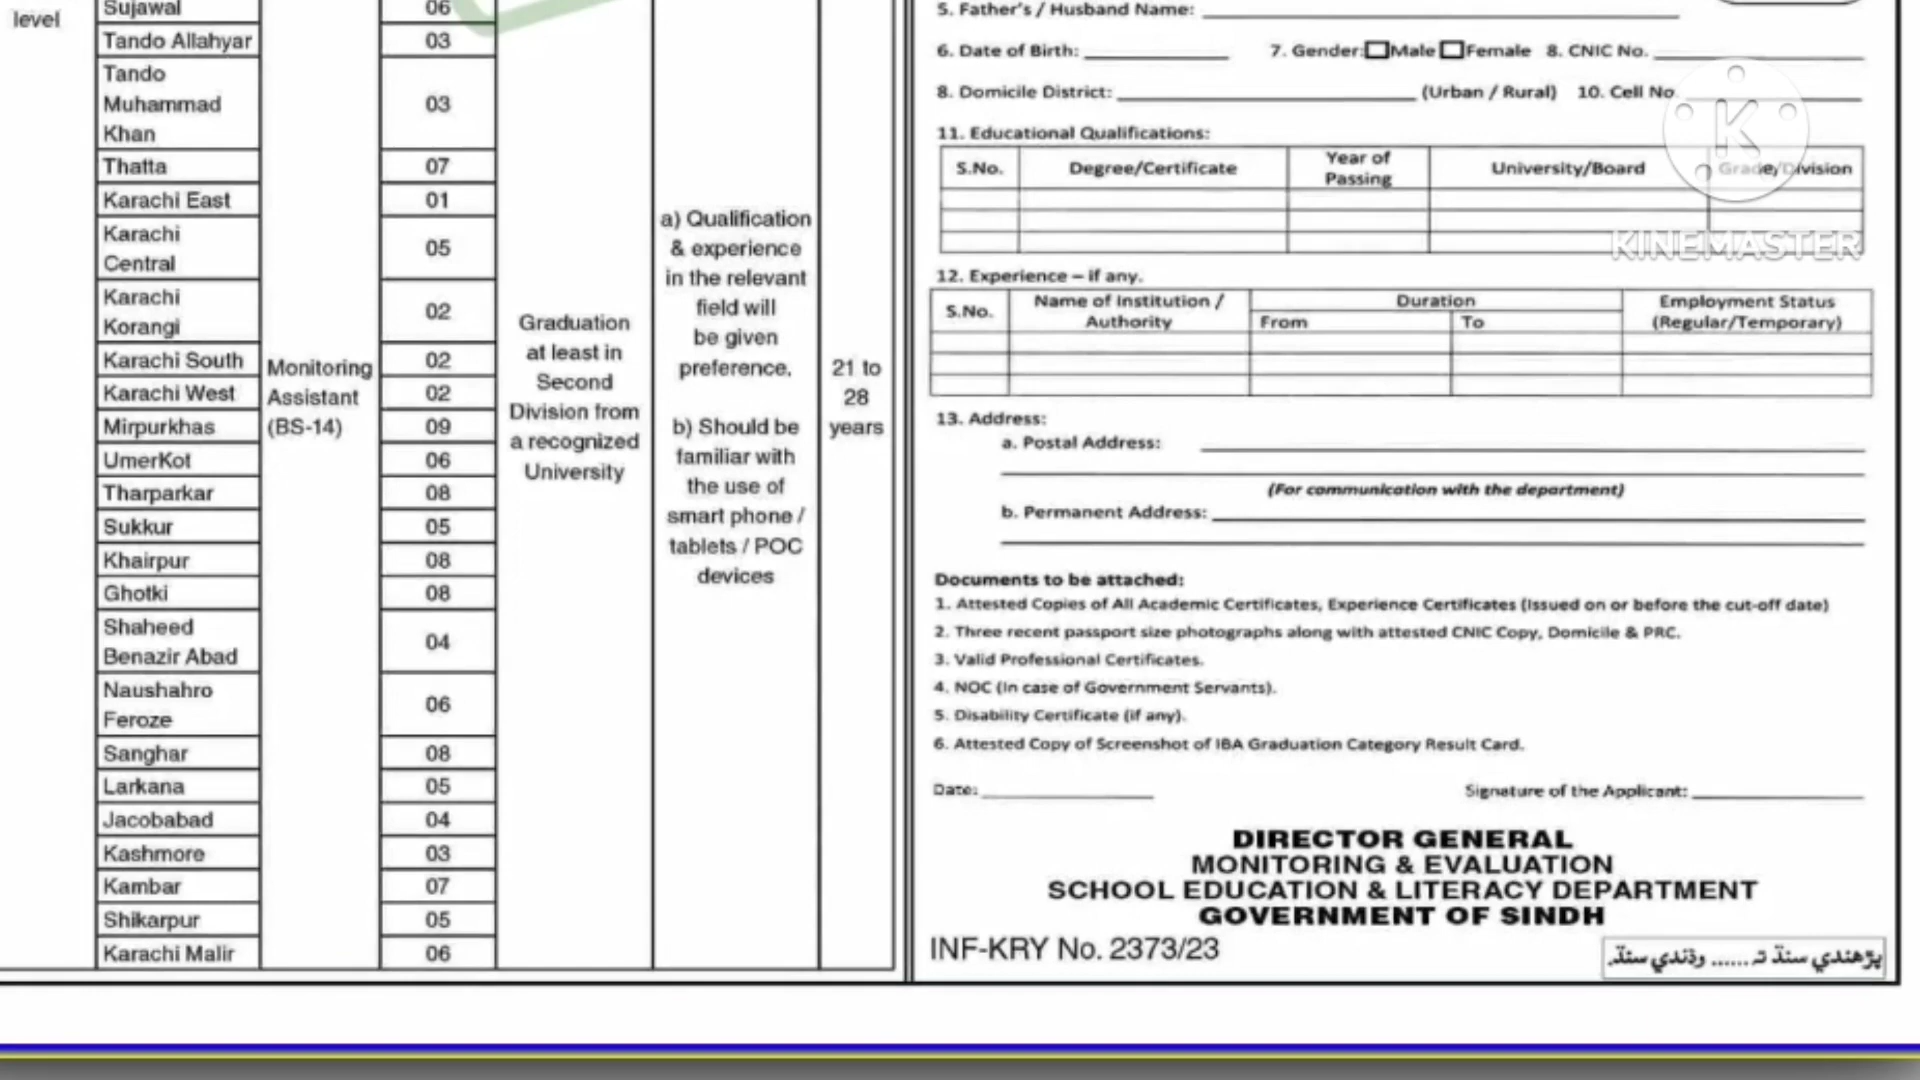 level
Sujawal 06
Tando Allahyar 03
Tando
Muhammad 03
Khan
Thatta 07
Karachi East 01
Karachi
Central 05
Karachi
Korangi 02
Karachi South 02
Karachi West 02
Mirpurkhas 09
UmerKot 06
Tharparkar 08
Sukkur 05
Khairpur 08
Ghotki 08
Shaheed
Benazir Abad 04
Naushahro
Feroze 06
Sanghar 08
Larkana 05
Jacobabad 04
Kashmore 03
Kambar 07
Shikarpur 05
Karachi Malir 06
Monitoring
Assistant
(BS-14)
Graduation
at least in
Second
Division from
a recognized
University
a) Qualification
& experience
in the relevant
field will
be given
preference.
b) Should be
familiar with
the use of
smart phone /
tablets / POC
devices
21 to
28
years
5. Father's / Husband Name:
6. Date of Birth: 7. Gender: Male Female 8. CNIC No.
8. Domicile District: (Urban / Rural) 10. Cell No.
11. Educational Qualifications:
S.No. Degree/Certificate Year of Passing University/Board Grade/Division
K
KINEMASTER
12. Experience – if any.
S.No. Name of Institution / Authority Duration From To Employment Status (Regular/Temporary)
13. Address:
a. Postal Address:
(For communication with the department)
b. Permanent Address:
Documents to be attached:
1. Attested Copies of All Academic Certificates, Experience Certificates (Issued on or before the cut-off date)
2. Three recent passport size photographs along with attested CNIC Copy, Domicile & PRC.
3. Valid Professional Certificates.
4. NOC (In case of Government Servants).
5. Disability Certificate (if any).
6. Attested Copy of Screenshot of IBA Graduation Category Result Card.
Date: Signature of the Applicant:
DIRECTOR GENERAL
MONITORING & EVALUATION
SCHOOL EDUCATION & LITERACY DEPARTMENT
GOVERNMENT OF SINDH
INF-KRY No. 2373/23
پڙهندي سنڌ تہ...... وڌندي سنڌ.